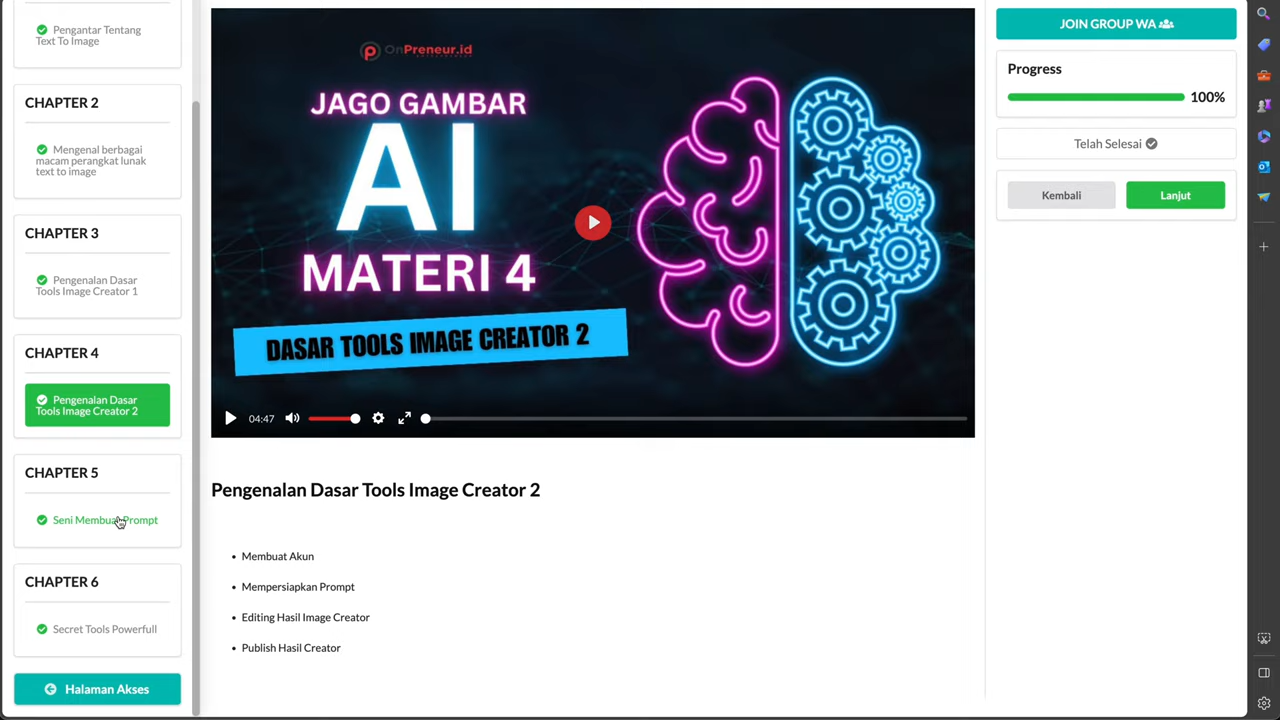 Pengantar Tentang
Text To Image
CHAPTER 2
Mengenal berbagai
macam perangkat lunak
text to image
CHAPTER 3
Pengenalan Dasar
Tools Image Creator 1
CHAPTER 4
Pengenalan Dasar
Tools Image Creator 2
CHAPTER 5
Seni Membuat Prompt
CHAPTER 6
Secret Tools Powerfull
Halaman Akses
OnPreneur.id
JAGO GAMBAR
AI
MATERI 4
DASAR TOOLS IMAGE CREATOR 2
04:47
Pengenalan Dasar Tools Image Creator 2
Membuat Akun
Mempersiapkan Prompt
Editing Hasil Image Creator
Publish Hasil Creator
JOIN GROUP WA
Progress
100%
Telah Selesai
Kembali
Lanjut